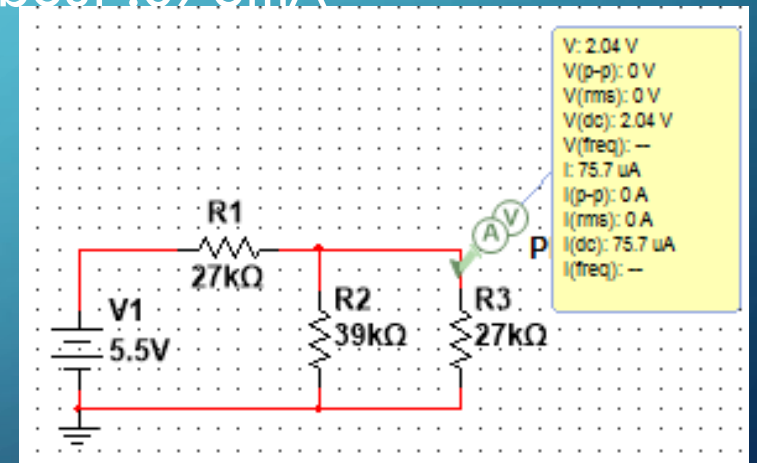 V: 2.04 V
V(p-p): 0 V
V(rms): 0 V
V(dc): 2.04 V
V(freq): --
I: 75.7 uA
I(p-p): 0 A
I(rms): 0 A
I(dc): 75.7 uA
I(freq): --
A V
P
R1
27kΩ
V1
5.5V
R2
39kΩ
R3
27kΩ